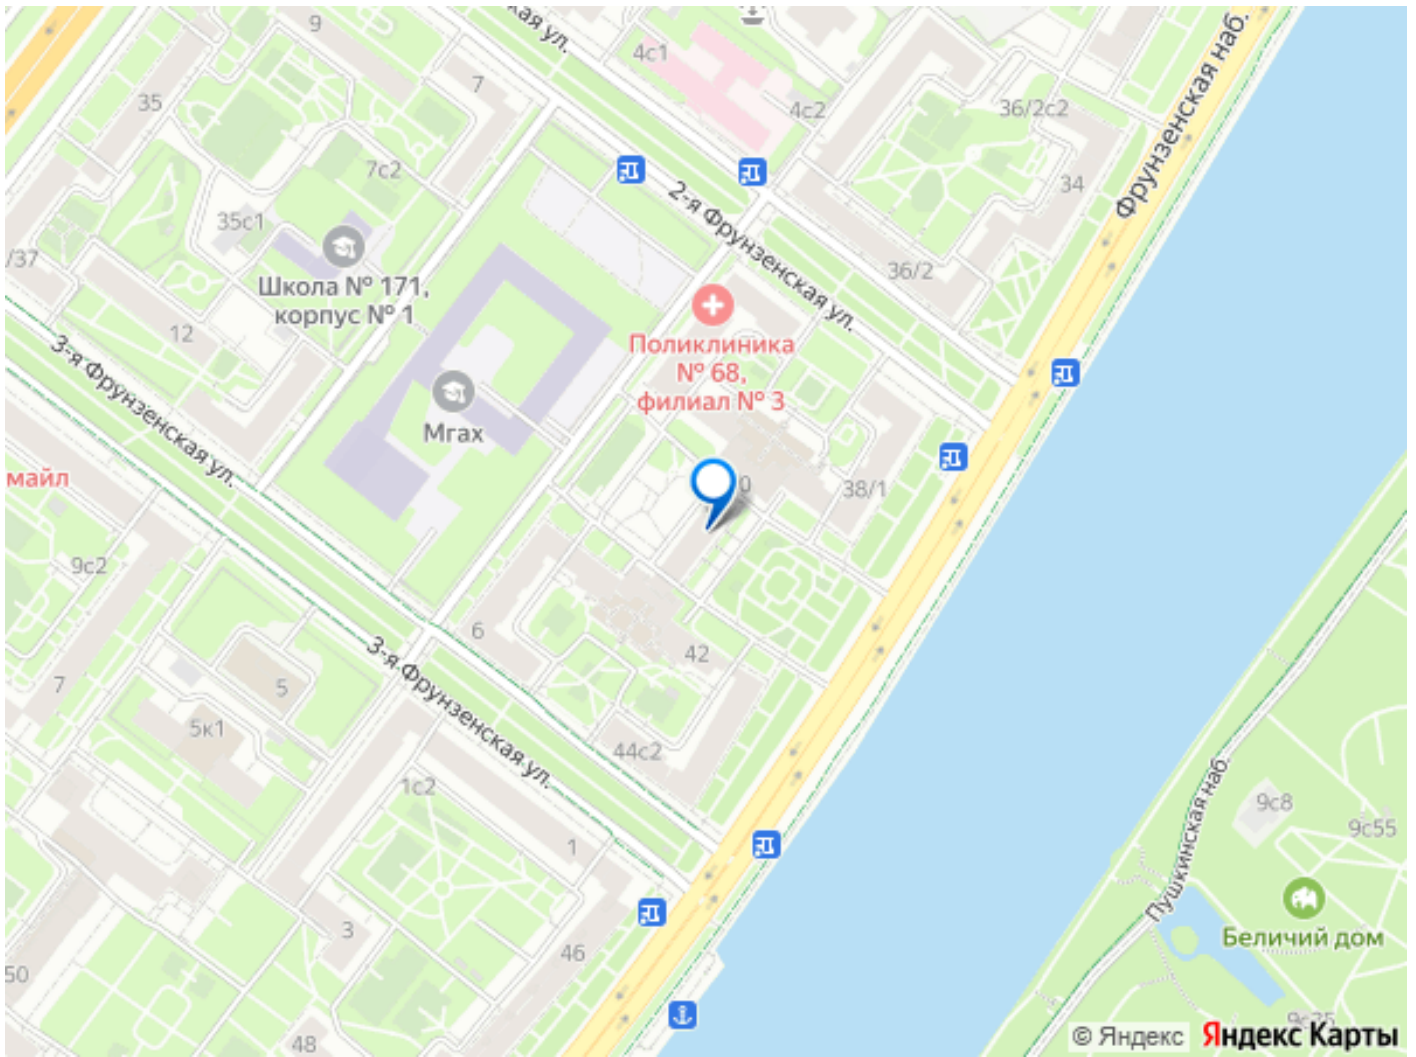 9
ская ул.
4с1
7
35
4с2
36/2с2
Фрунзенская наб.
7с2
34
2-я Фрунзенская ул.
35с1
/37
Школа № 171,
корпус № 1
36/2
12
Поликлиника
№ 68,
филиал № 3
3-я Фрунзенская ул.
Мгах
майл
0
38/1
9с2
6
42
3-я Фрунзенская ул.
7
5
5к1
44с2
1с2
Пушкинская наб.
9с8
9с55
1
3
46
Беличий дом
50
48
9с35
© Яндекс
Яндекс Карты